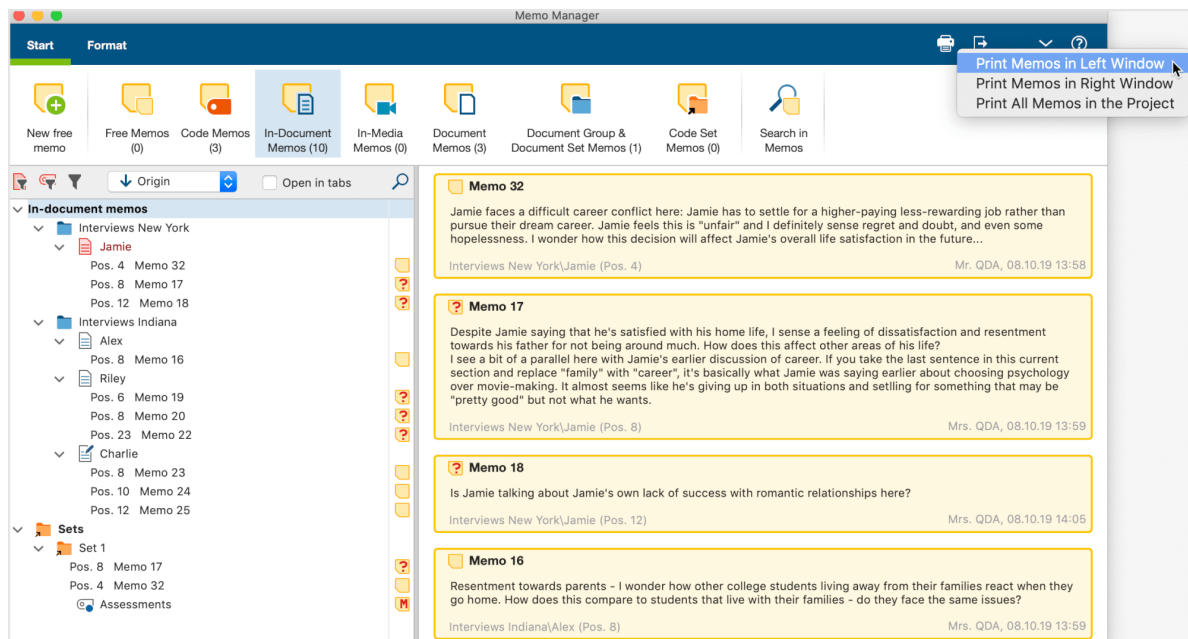 Memo Manager
Start Format
Print Memos in Left Window
Print Memos in Right Window
Print All Memos in the Project
New free memo
Free Memos (0)
Code Memos (3)
In-Document Memos (10)
In-Media Memos (0)
Document Memos (3)
Document Group & Document Set Memos (1)
Code Set Memos (0)
Search in Memos
Origin
Open in tabs
In-document memos
Interviews New York
Jamie
Pos. 4 Memo 32
Pos. 8 Memo 17
Pos. 12 Memo 18
Interviews Indiana
Alex
Pos. 8 Memo 16
Riley
Pos. 6 Memo 19
Pos. 8 Memo 20
Pos. 23 Memo 22
Charlie
Pos. 8 Memo 23
Pos. 10 Memo 24
Pos. 12 Memo 25
Sets
Set 1
Pos. 8 Memo 17
Pos. 4 Memo 32
Assessments
M
Memo 32
Jamie faces a difficult career conflict here: Jamie has to settle for a higher-paying less-rewarding job rather than
pursue their dream career. Jamie feels this is "unfair" and I definitely sense regret and doubt, and even some
hopelessness. I wonder how this decision will affect Jamie's overall life satisfaction in the future...
Interviews New York\Jamie (Pos. 4) Mr. QDA, 08.10.19 13:58
Memo 17
Despite Jamie saying that he's satisfied with his home life, I sense a feeling of dissatisfaction and resentment
towards his father for not being around much. How does this affect other areas of his life?
I see a bit of a parallel here with Jamie's earlier discussion of career. If you take the last sentence in this current
section and replace "family" with "career", it's basically what Jamie was saying earlier about choosing psychology
over movie-making. It almost seems like he's giving up in both situations and setlling for something that may be
"pretty good" but not what he wants.
Interviews New York\Jamie (Pos. 8) Mrs. QDA, 08.10.19 13:59
Memo 18
Is Jamie talking about Jamie's own lack of success with romantic relationships here?
Interviews New York\Jamie (Pos. 12) Mrs. QDA, 08.10.19 14:05
Memo 16
Resentment towards parents - I wonder how other college students living away from their families react when they
go home. How does this compare to students that live with their families - do they face the same issues?
Interviews Indiana\Alex (Pos. 8) Mrs. QDA, 08.10.19 13:59